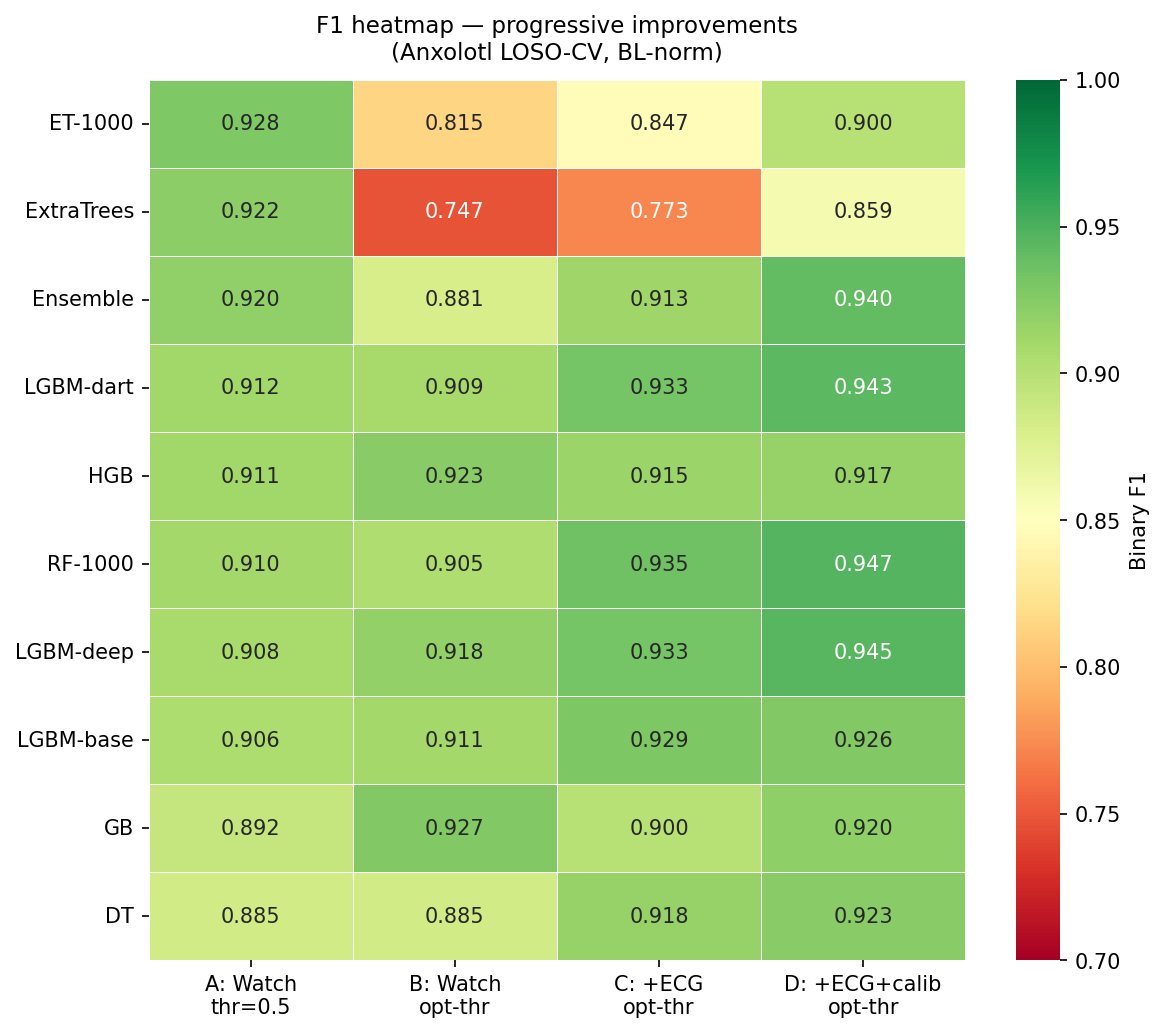 F1 heatmap — progressive improvements
(Anxolotl LOSO-CV, BL-norm)
ET-1000 0.928 0.815 0.847 0.900
ExtraTrees 0.922 0.747 0.773 0.859
Ensemble 0.920 0.881 0.913 0.940
LGBM-dart 0.912 0.909 0.933 0.943
HGB 0.911 0.923 0.915 0.917
RF-1000 0.910 0.905 0.935 0.947
LGBM-deep 0.908 0.918 0.933 0.945
LGBM-base 0.906 0.911 0.929 0.926
GB 0.892 0.927 0.900 0.920
DT 0.885 0.885 0.918 0.923
A: Watch
thr=0.5
B: Watch
opt-thr
C: +ECG
opt-thr
D: +ECG+calib
opt-thr
1.00
0.95
0.90
0.85
0.80
0.75
0.70
Binary F1